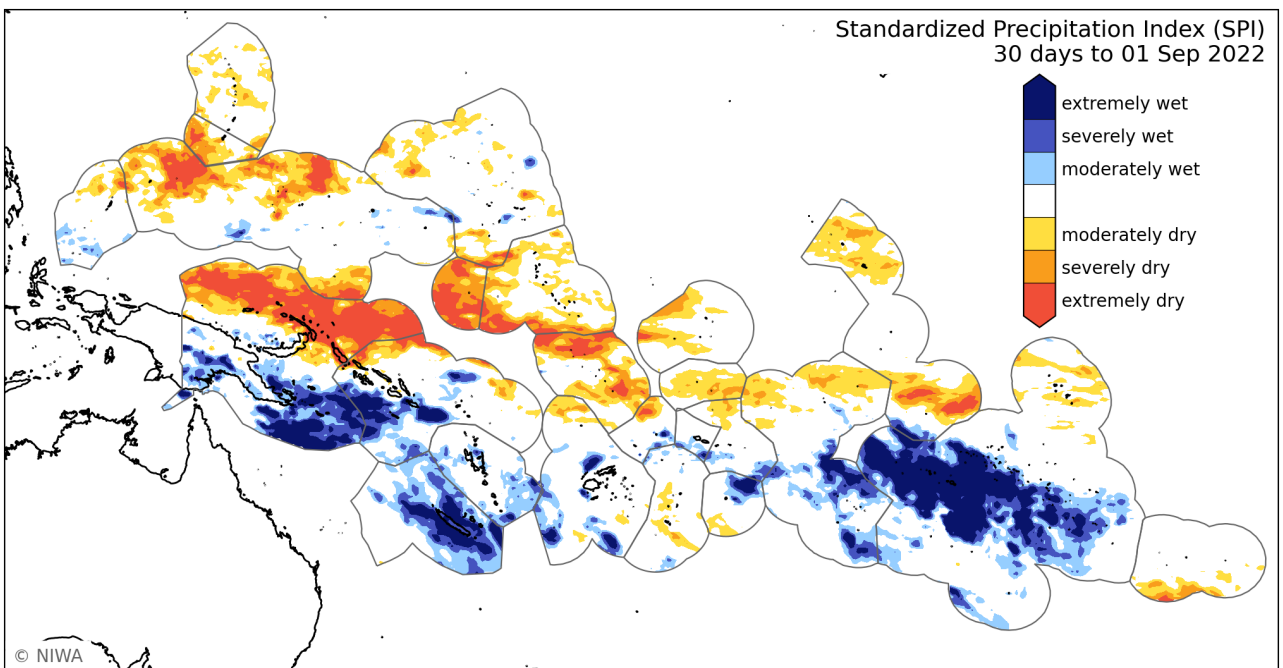 Standardized Precipitation Index (SPI)
30 days to 01 Sep 2022
extremely wet
severely wet
moderately wet
moderately dry
severely dry
extremely dry
© NIWA